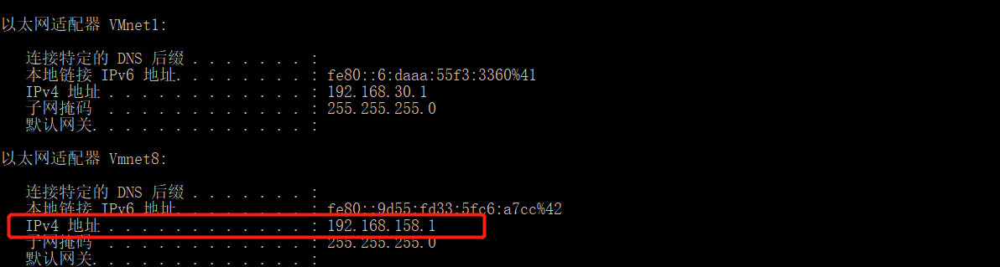 以太网适配器 VMnet1:
连接特定的 DNS 后缀 . . . . . . . :
本地链接 IPv6 地址. . . . . . . . : fe80::6:daaa:55f3:3360%41
IPv4 地址 . . . . . . . . . . . . : 192.168.30.1
子网掩码  . . . . . . . . . . . . : 255.255.255.0
默认网关. . . . . . . . . . . . . :
以太网适配器 Vmnet8:
连接特定的 DNS 后缀 . . . . . . . :
本地链接 IPv6 地址. . . . . . . . : fe80::9d55:fd33:5fc6:a7cc%42
IPv4 地址 . . . . . . . . . . . . : 192.168.158.1
子网掩码  . . . . . . . . . . . . : 255.255.255.0
默认网关. . . . . . . . . . . . . :